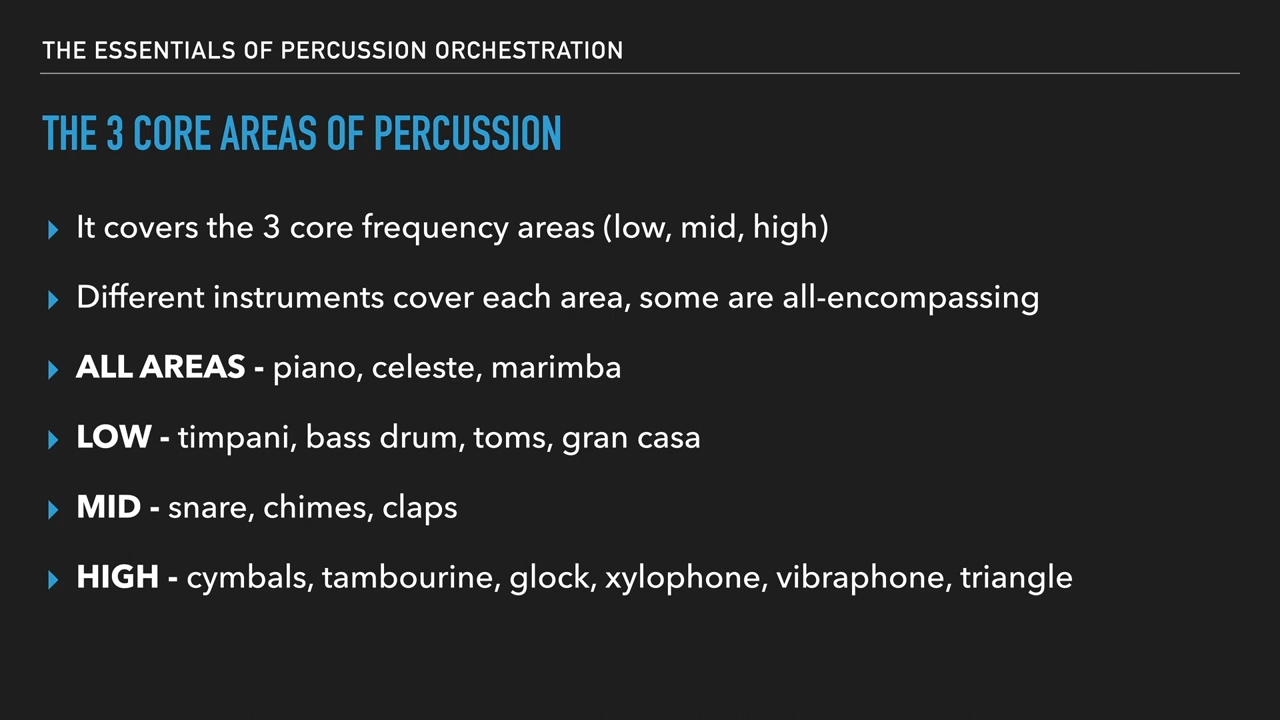 THE ESSENTIALS OF PERCUSSION ORCHESTRATION
THE 3 CORE AREAS OF PERCUSSION
It covers the 3 core frequency areas (low, mid, high)
Different instruments cover each area, some are all-encompassing
ALL AREAS - piano, celeste, marimba
LOW - timpani, bass drum, toms, gran casa
MID - snare, chimes, claps
HIGH - cymbals, tambourine, glock, xylophone, vibraphone, triangle